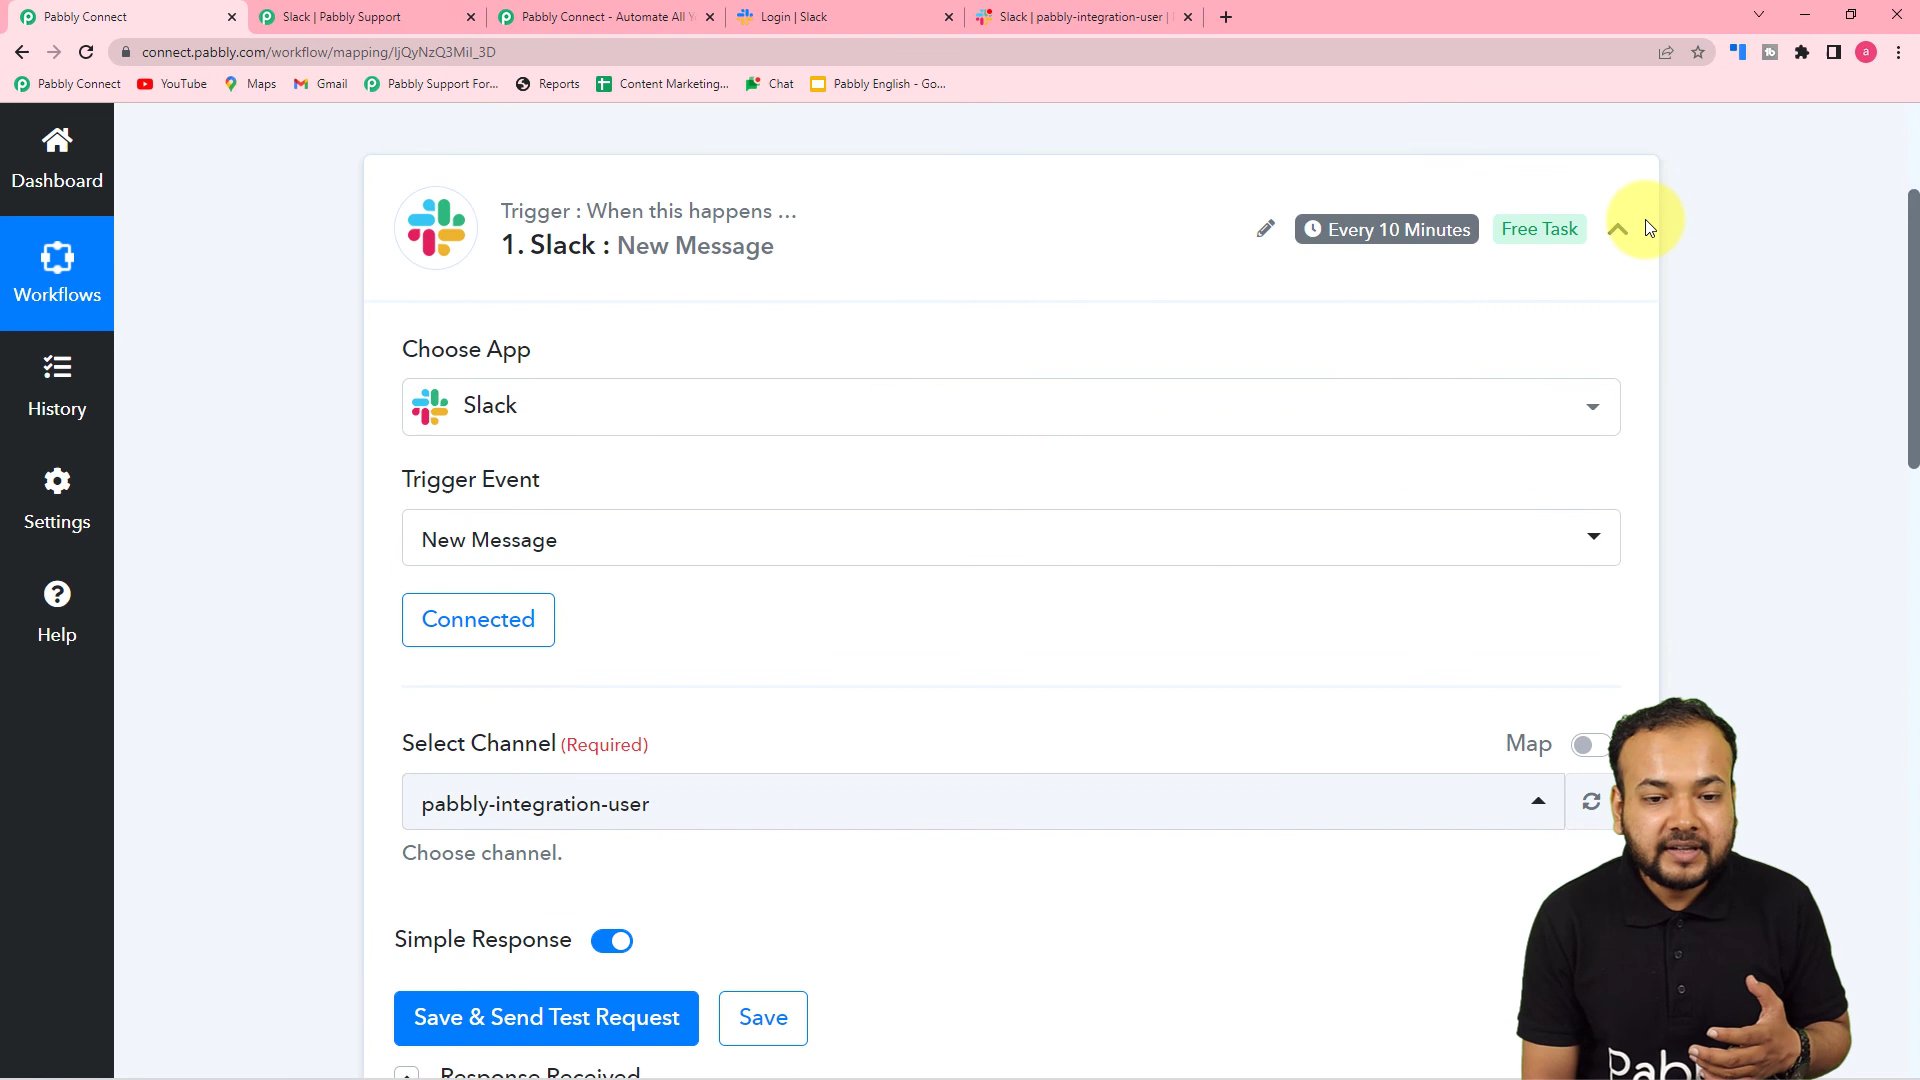 Pabbly Connect
Slack | Pabbly Support
Pabbly Connect - Automate All Y
Login | Slack
Slack | pabbly-integration-user |
connect.pabbly.com/workflow/mapping/IjQyNzQ3MiI_3D
a
Pabbly Connect
YouTube
Maps
Gmail
Pabbly Support For...
Reports
Content Marketing...
Chat
Pabbly English - Go...
Dashboard
Workflows
History
Settings
Help
Trigger : When this happens ...
1. Slack : New Message
Every 10 Minutes
Free Task
Choose App
Slack
Trigger Event
New Message
Connected
Select Channel (Required)
Map
pabbly-integration-user
Choose channel.
Simple Response
Save & Send Test Request
Save
Response Received
Pabb